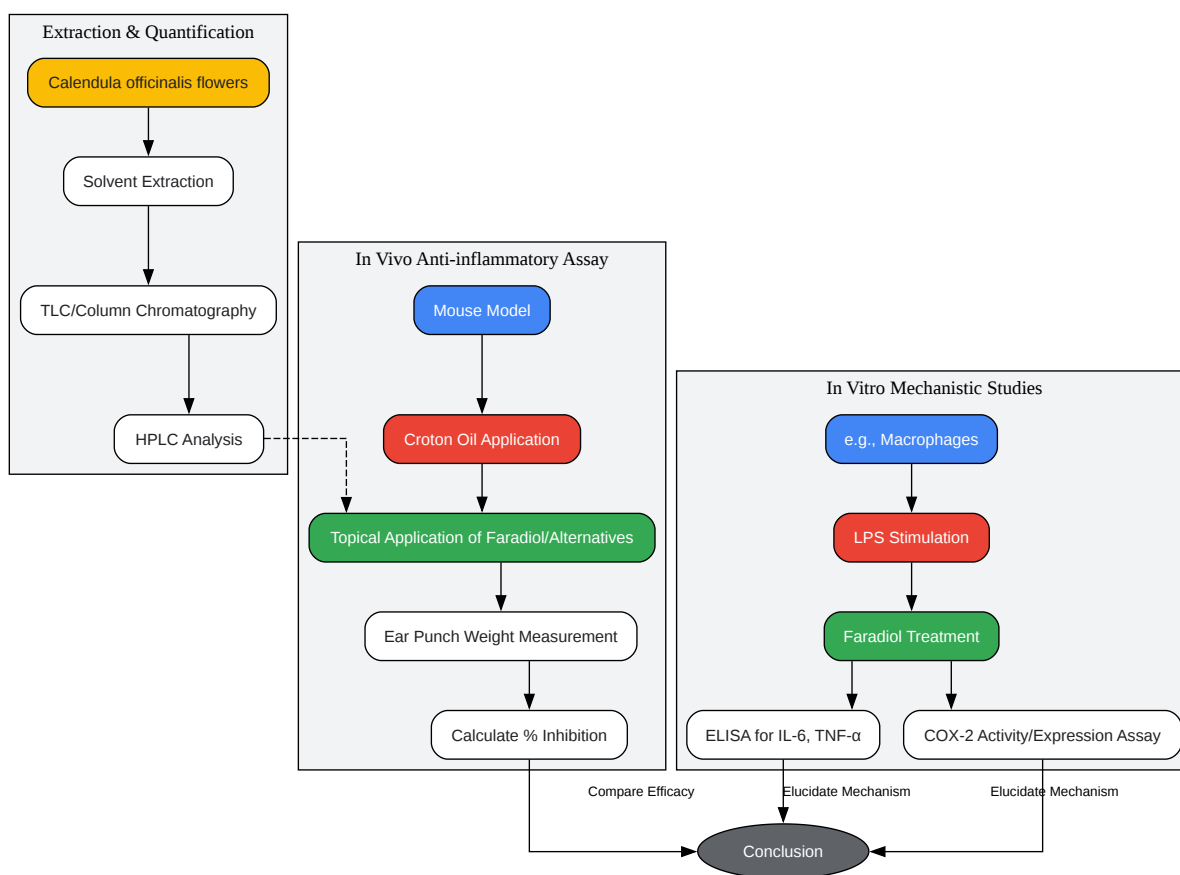 Extraction & Quantification
Calendula officinalis flowers
Solvent Extraction
TLC/Column Chromatography
HPLC Analysis
In Vivo Anti-inflammatory Assay
Mouse Model
Croton Oil Application
Topical Application of Faradiol/Alternatives
Ear Punch Weight Measurement
Calculate % Inhibition
In Vitro Mechanistic Studies
e.g., Macrophages
LPS Stimulation
Faradiol Treatment
ELISA for IL-6, TNF-α
COX-2 Activity/Expression Assay
Compare Efficacy
Elucidate Mechanism
Elucidate Mechanism
Conclusion